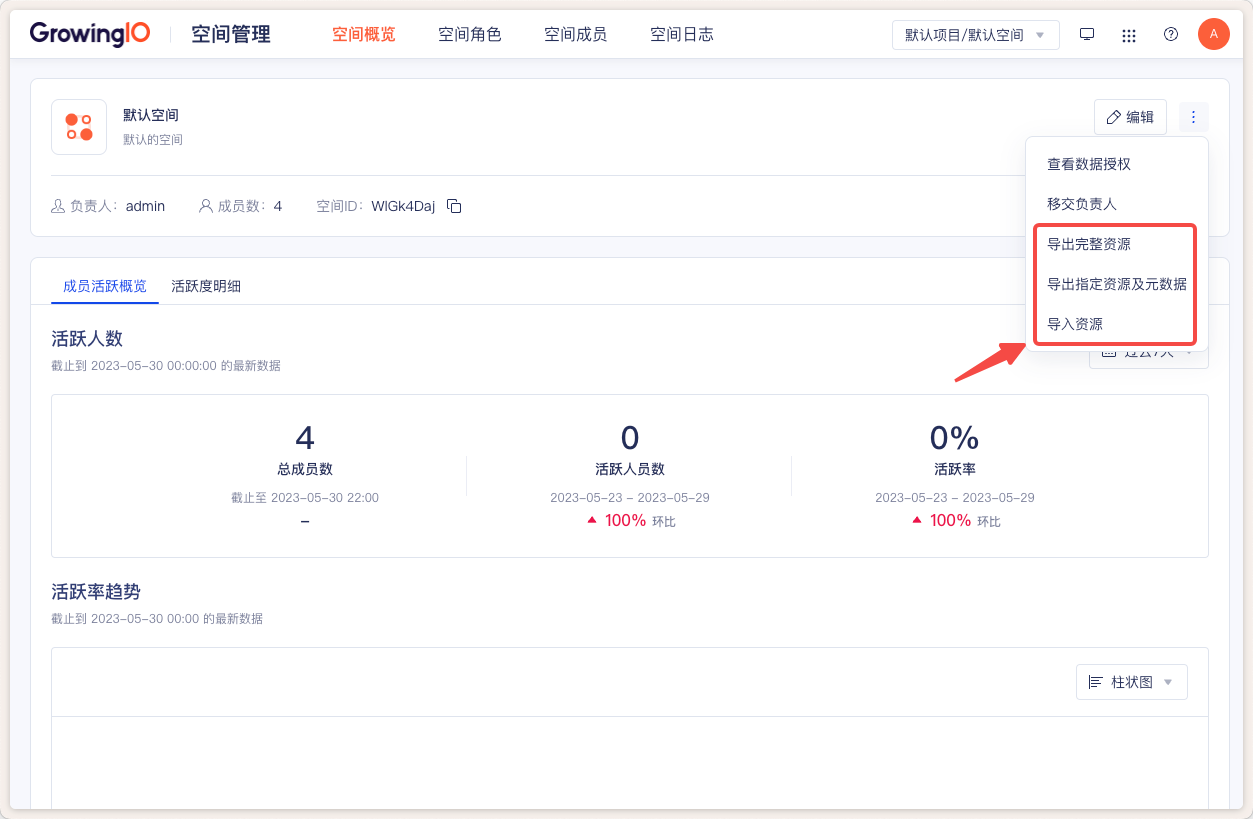 GrowingIO 空间管理 空间概览 空间角色 空间成员 空间日志 默认项目/默认空间 A
默认空间
默认的空间
编辑
查看数据授权
移交负责人
导出完整资源
导出指定资源及元数据
导入资源
负责人: admin 成员数: 4 空间ID: WlGk4Daj
成员活跃概览 活跃度明细
活跃人数
截止到 2023-05-30 00:00:00 的最新数据
过去7天
4 0 0%
总成员数 活跃人员数 活跃率
截止至 2023-05-30 22:00 2023-05-23 - 2023-05-29 2023-05-23 - 2023-05-29
– 100% 环比 100% 环比
活跃率趋势
截止到 2023-05-30 00:00 的最新数据
柱状图